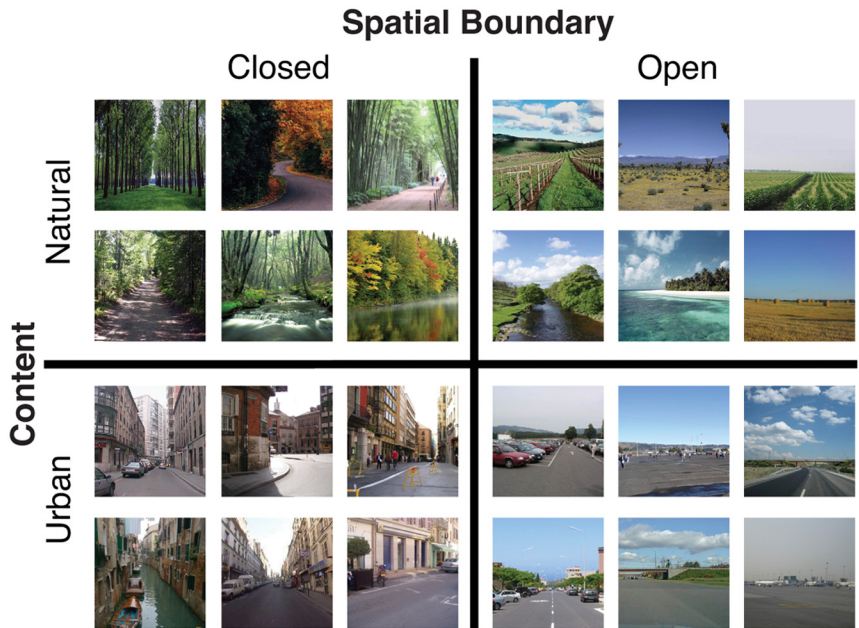 Spatial Boundary
Closed
Open
Content
Natural
Urban